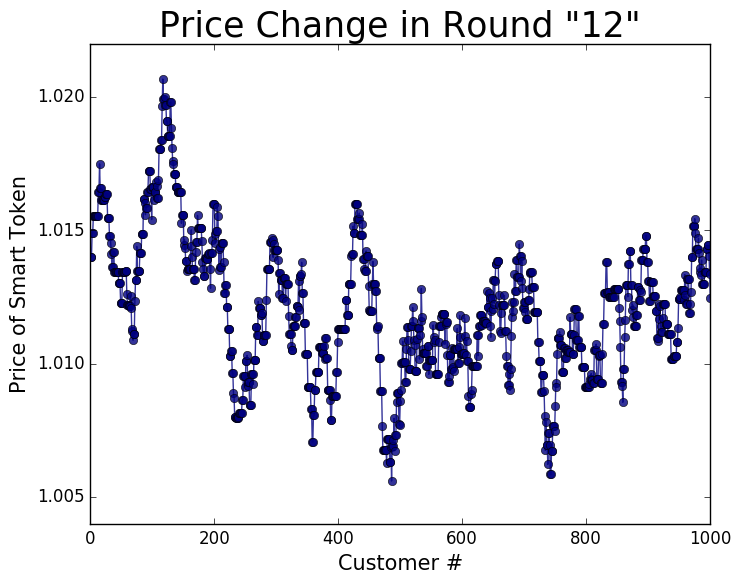 Price Change in Round "12"
Price of Smart Token
1.020
1.015
1.010
1.005
0 200 400 600 800 1000
Customer #